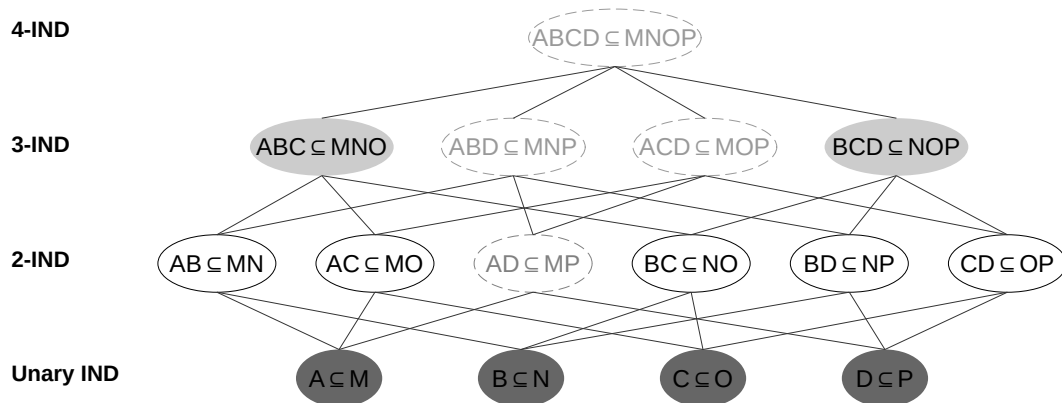 4-IND
ABCD ⊆ MNOP
3-IND
ABC ⊆ MNO
ABD ⊆ MNP
ACD ⊆ MOP
BCD ⊆ NOP
2-IND
AB ⊆ MN
AC ⊆ MO
AD ⊆ MP
BC ⊆ NO
BD ⊆ NP
CD ⊆ OP
Unary IND
A ⊆ M
B ⊆ N
C ⊆ O
D ⊆ P